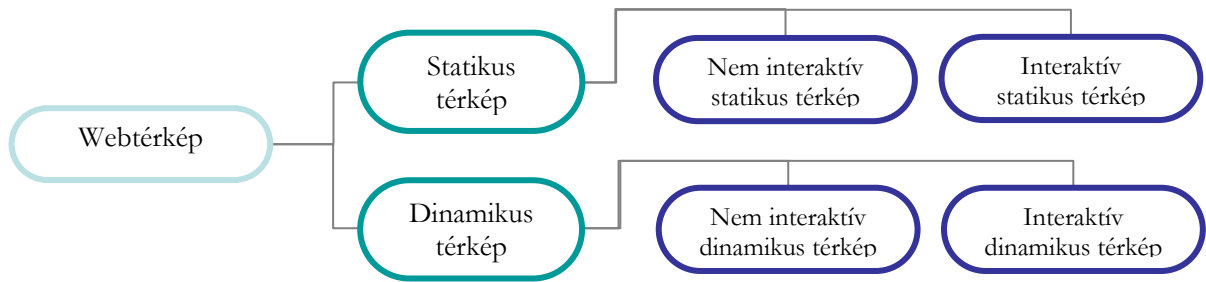 Webtérkép
Statikus
térkép
Nem interaktív
statikus térkép
Interaktív
statikus térkép
Dinamikus
térkép
Nem interaktív
dinamikus térkép
Interaktív
dinamikus térkép